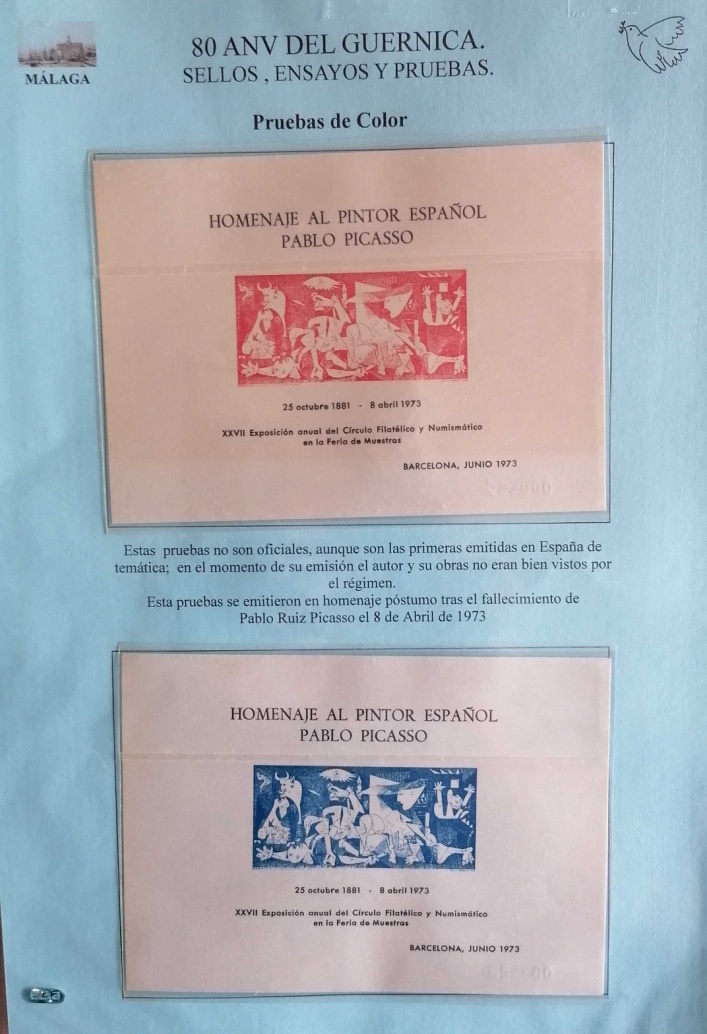 80 ANV DEL GUERNICA.
SELLOS , ENSAYOS Y PRUEBAS.
MÁLAGA
Pruebas de Color
HOMENAJE AL PINTOR ESPAÑOL
PABLO PICASSO
25 octubre 1881 - 8 abril 1973
XXVII Exposición anual del Círculo Filatélico y Numismático
en la Feria de Muestras
BARCELONA, JUNIO 1973
Estas pruebas no son oficiales, aunque son las primeras emitidas en España de
temática; en el momento de su emisión el autor y su obras no eran bien vistos por
el régimen.
Esta pruebas se emitieron en homenaje póstumo tras el fallecimiento de
Pablo Ruiz Picasso el 8 de Abril de 1973
HOMENAJE AL PINTOR ESPAÑOL
PABLO PICASSO
25 octubre 1881 - 8 abril 1973
XXVII Exposición anual del Círculo Filatélico y Numismático
en la Feria de Muestras
BARCELONA, JUNIO 1973